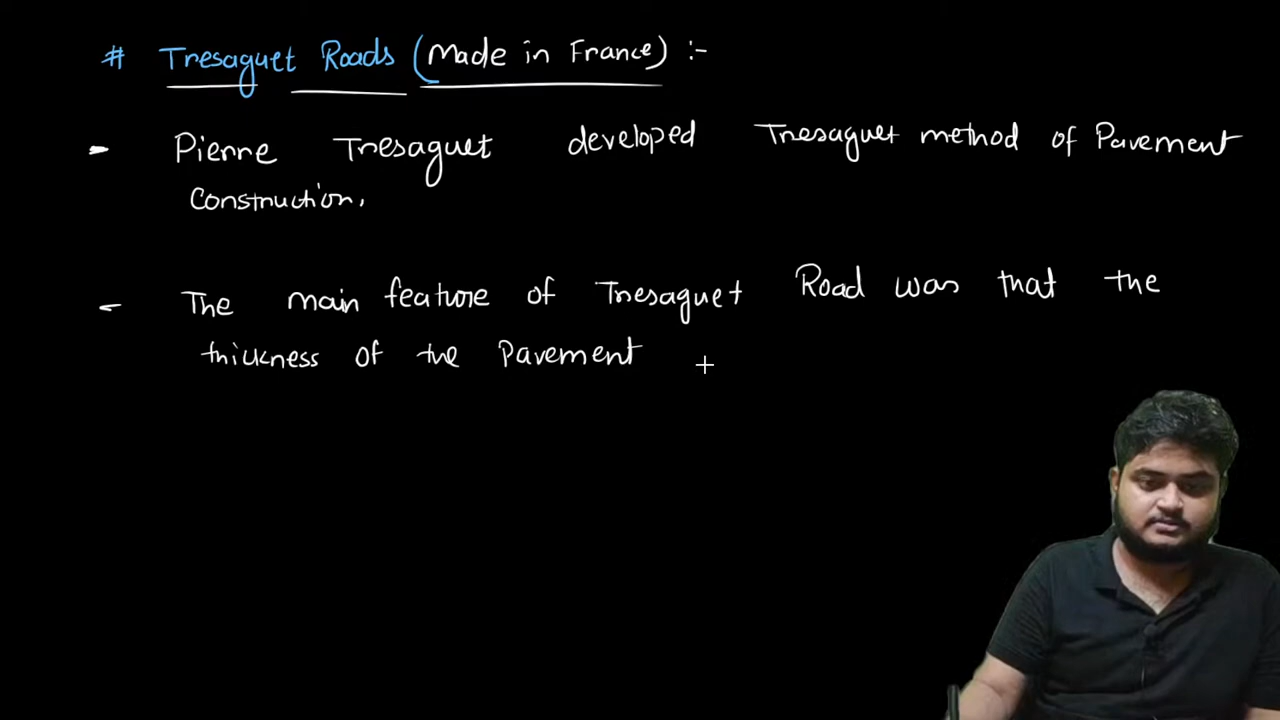 # Tresaguet Roads (Made in France) :-
- Pierre Tresaguet developed Tresaguet method of Pavement
Construction.
- The main feature of Tresaguet Road was that the
thickness of the Pavement